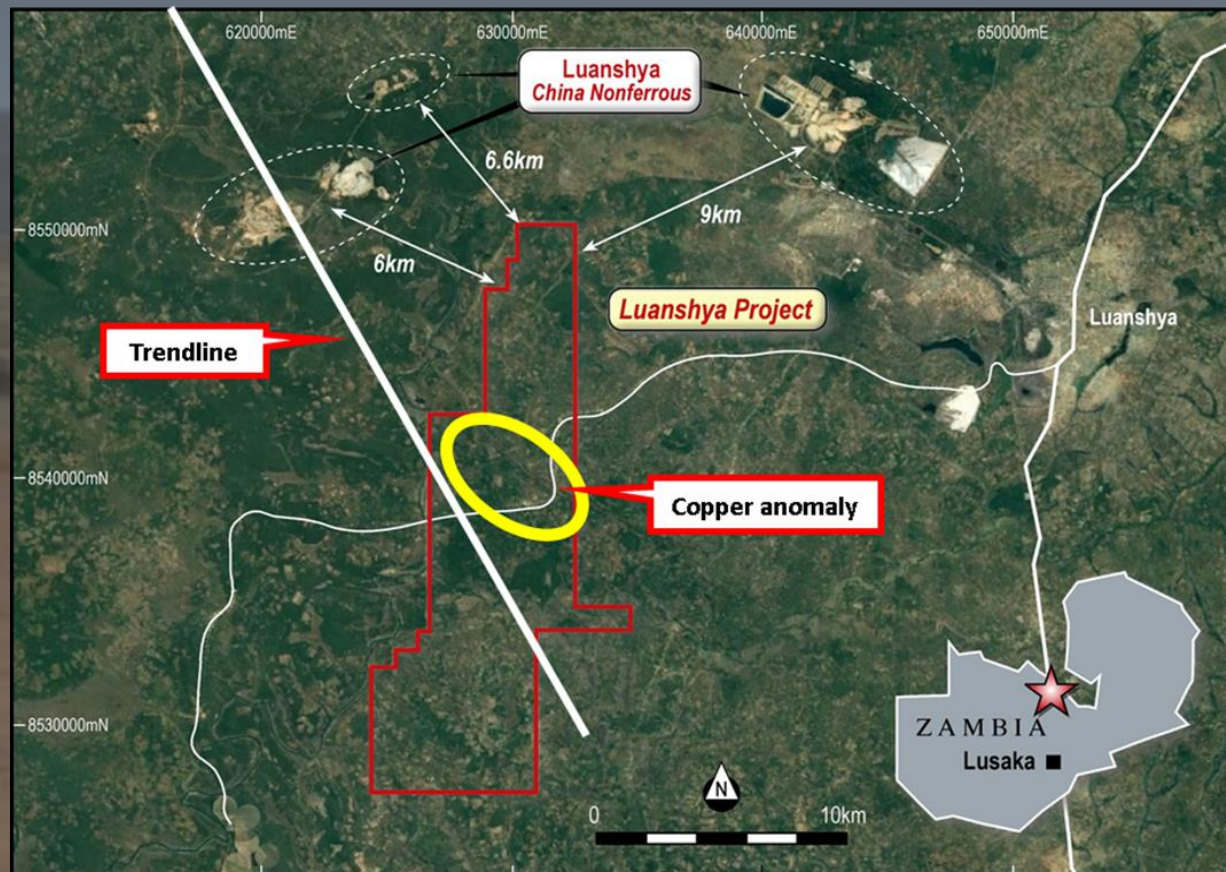 620000mE
630000mE
640000mE
650000mE
Luanshya
China Nonferrous
6.6km
9km
8550000mN
6km
Luanshya Project
Luanshya
Trendline
8540000mN
Copper anomaly
8530000mN
ZAMBIA
Lusaka
N
0
10km